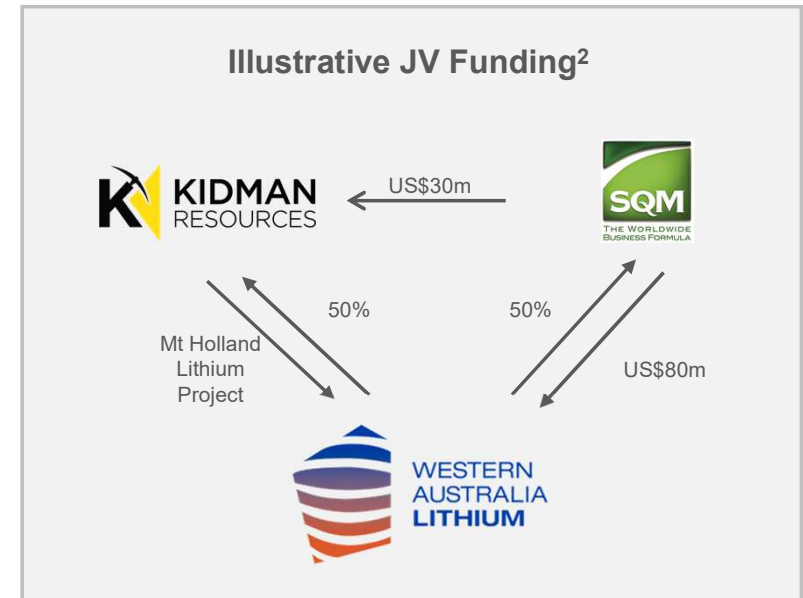 Illustrative JV Funding²
KIDMAN
RESOURCES
US$30m
SQM
THE WORLDWIDE
BUSINESS FORMULA
50%
50%
Mt Holland
Lithium
Project
US$80m
WESTERN
AUSTRALIA
LITHIUM